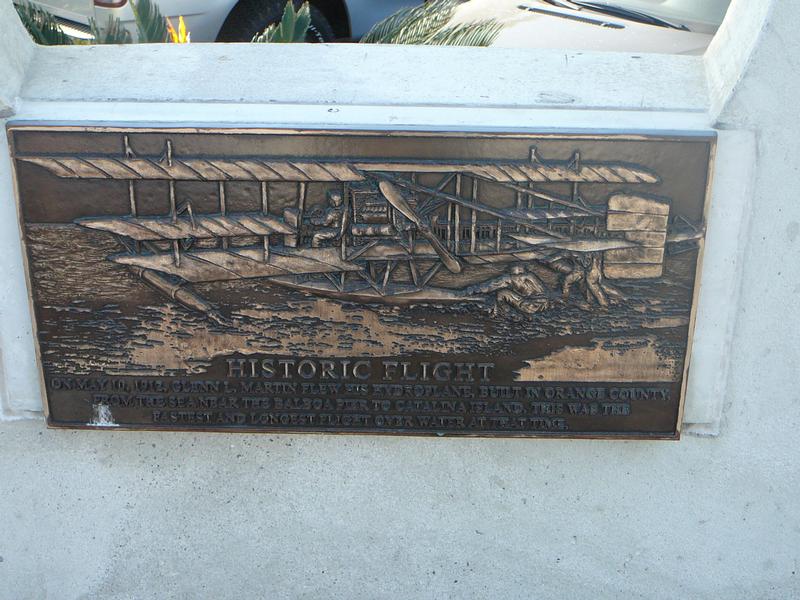 HISTORIC FLIGHT
ON MAY 10, 1912, GLENN L. MARTIN FLEW HIS HYDROPLANE, BUILT IN ORANGE COUNTY,
FROM THE SEA NEAR THE BALBOA PIER TO CATALINA ISLAND. THIS WAS THE
FASTEST AND LONGEST FLIGHT OVER WATER AT THAT TIME.